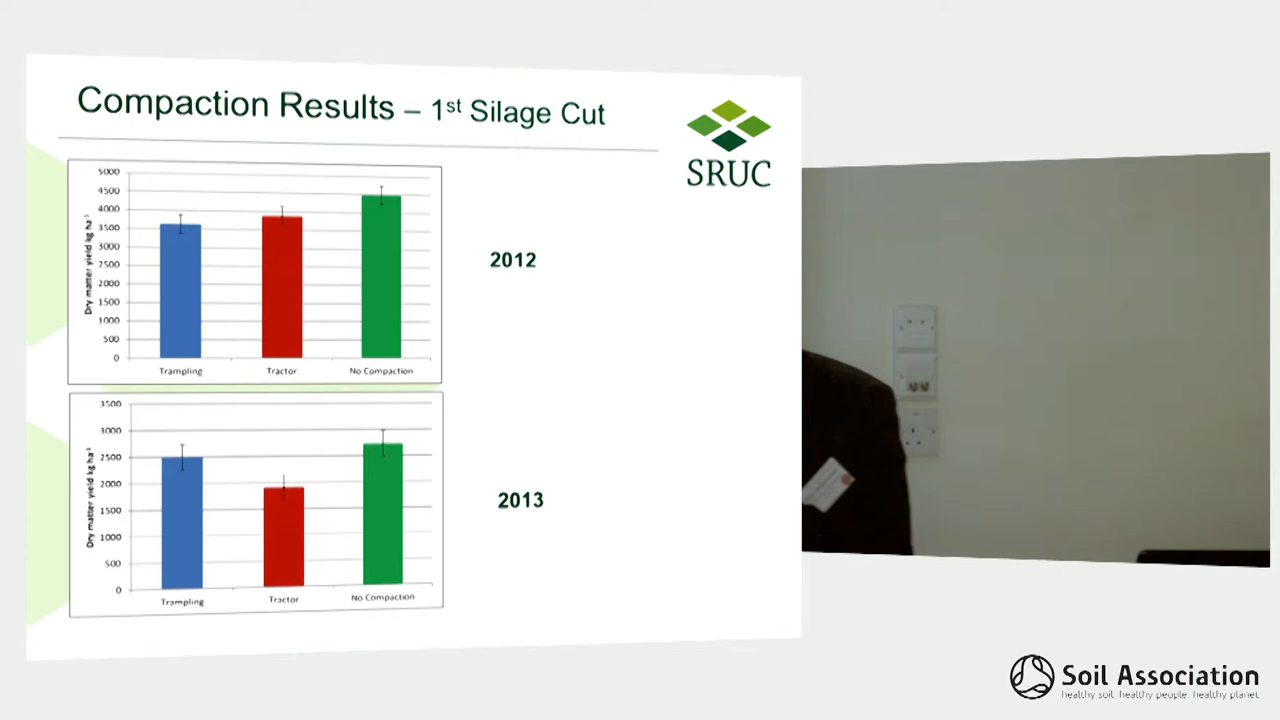 Compaction Results – 1st Silage Cut
SRUC
5000
4500
4000
3500
3000
2500
2000
1500
1000
500
0
Dry matter yield kg ha-1
Trampling
Tractor
No Compaction
2012
3500
3000
2500
2000
1500
1000
500
0
Dry matter yield kg ha-1
Trampling
Tractor
No Compaction
2013
Soil Association
healthy soil. healthy people. healthy planet